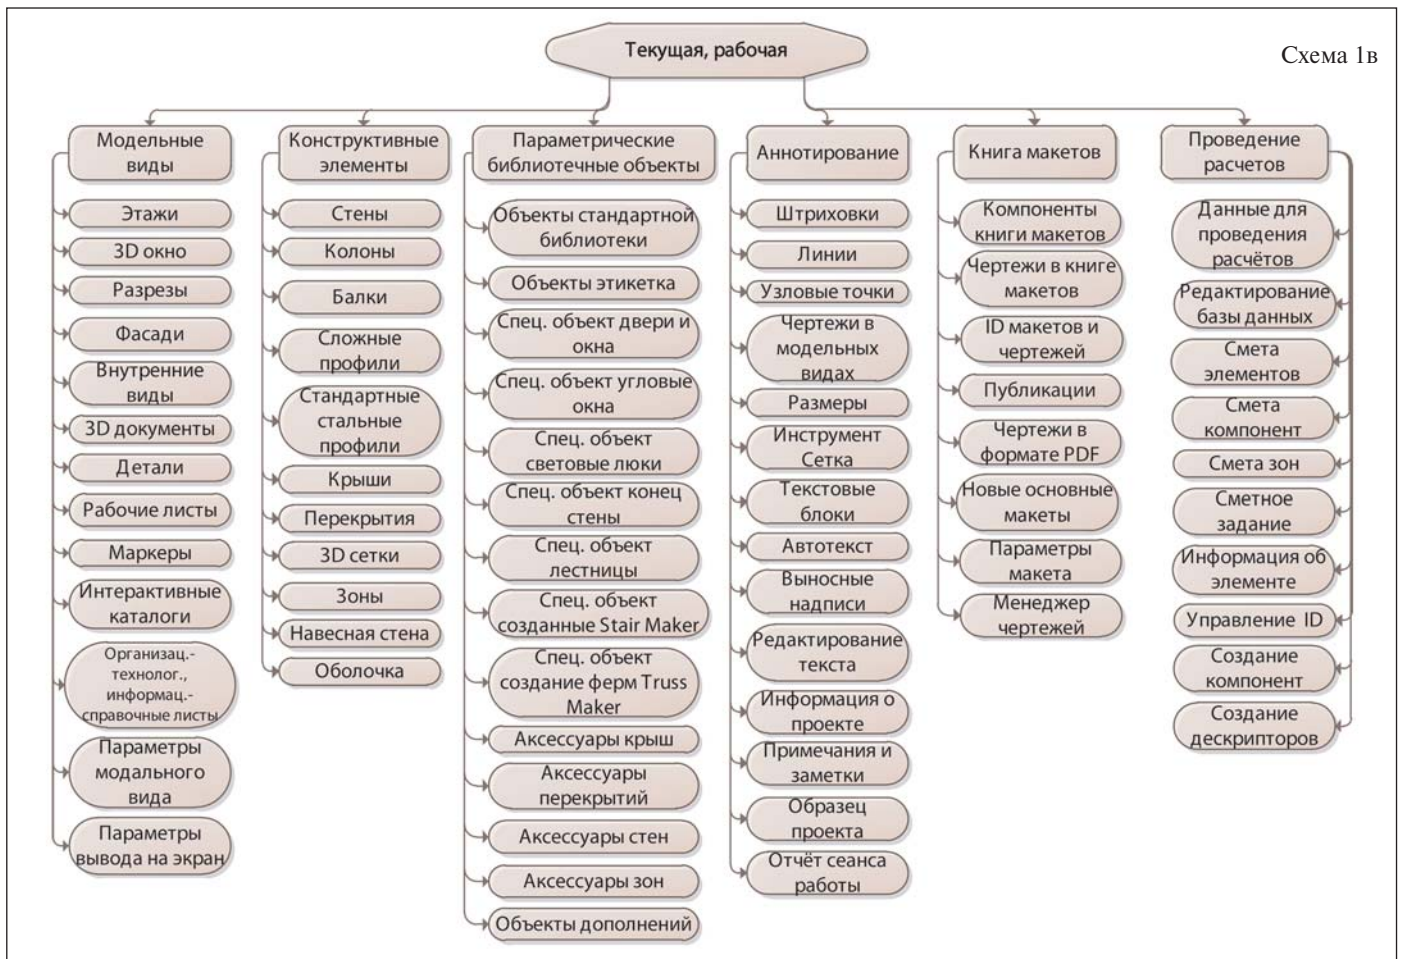 Текущая, рабочая
Схема 1в
Модельные
виды
Этажи
3D окно
Разрезы
Фасади
Внутренние
виды
3D документы
Детали
Рабочие листы
Маркеры
Интерактивные
каталоги
Организац.-
технолог.,
информац.-
справочные листы
Параметры
модального
вида
Параметры
вывода на экран
Конструктивные
элементы
Стены
Колоны
Балки
Сложные
профили
Стандартные
стальные
профили
Крыши
Перекрытия
3D сетки
Зоны
Навесная стена
Оболочка
Параметрические
библиотечные объекты
Объекты стандартной
библиотеки
Объекты этикетка
Спец. объект двери и
окна
Спец. объект угловые
окна
Спец. объект
световые люки
Спец. объект конец
стены
Спец. объект
лестницы
Спец. объект
созданные Stair Maker
Спец. объект
создание ферм Truss
Maker
Аксессуары крыш
Аксессуары
перекрытий
Аксессуары стен
Аксессуары зон
Объекты дополнений
Аннотирование
Штриховки
Линии
Узловые точки
Чертежи в
модельных
видах
Размеры
Инструмент
Сетка
Текстовые
блоки
Автотекст
Выносные
надписи
Редактирование
текста
Информация о
проекте
Примечания и
заметки
Образец
проекта
Отчёт сеанса
работы
Книга макетов
Компоненты
книги макетов
Чертежи в книге
макетов
ID макетов и
чертежей
Публикации
Чертежи в
формате PDF
Новые основные
макеты
Параметры
макета
Менеджер
чертежей
Проведение
расчетов
Данные для
проведения
расчётов
Редактирование
базы данных
Смета
элементов
Смета
компонент
Смета зон
Сметное
задание
Информация об
элементе
Управление ID
Создание
компонент
Создание
дескрипторов